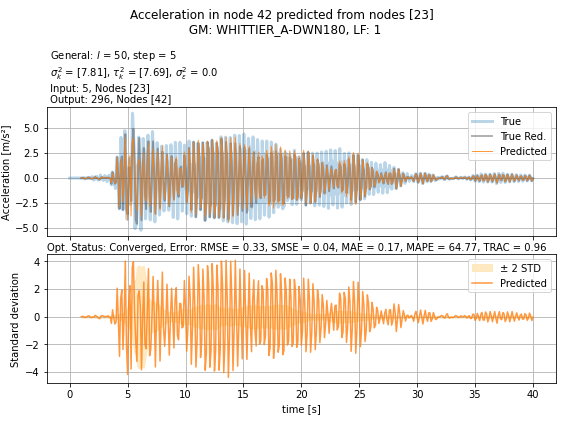 Acceleration in node 42 predicted from nodes [23]
GM: WHITTIER_A-DWN180, LF: 1
General: l = 50, step = 5
σ²ₖ = [7.81], τ²ₖ = [7.69], σ²ε = 0.0
Input: 5, Nodes [23]
Output: 296, Nodes [42]
Acceleration [m/s²]
5.0
2.5
0.0
−2.5
−5.0
True
True Red.
Predicted
Opt. Status: Converged, Error: RMSE = 0.33, SMSE = 0.04, MAE = 0.17, MAPE = 64.77, TRAC = 0.96
Standard deviation
4
2
0
−2
−4
± 2 STD
Predicted
0 5 10 15 20 25 30 35 40
time [s]